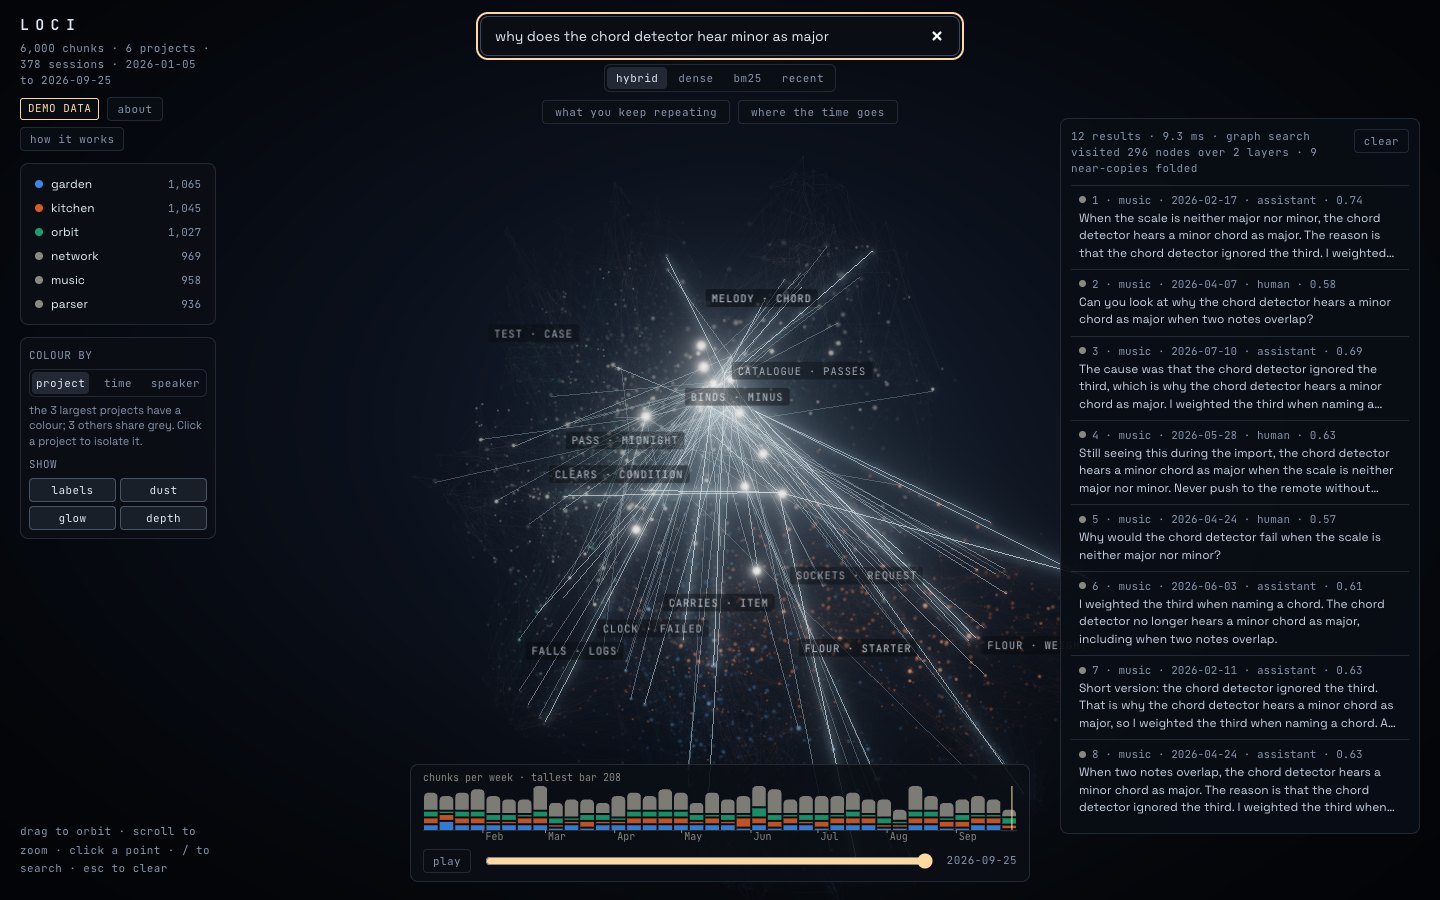 LOCI
6,000 chunks · 6 projects ·
378 sessions · 2026-01-05
to 2026-09-25
DEMO DATA
about
how it works
garden 1,065
kitchen 1,045
orbit 1,027
network 969
music 958
parser 936
COLOUR BY
project time speaker
the 3 largest projects have a
colour; 3 others share grey. Click
a project to isolate it.
SHOW
labels dust
glow depth
drag to orbit · scroll to
zoom · click a point · / to
search · esc to clear
why does the chord detector hear minor as major ×
hybrid dense bm25 recent
what you keep repeating where the time goes
MELODY · CHORD
TEST · CASE
CATALOGUE · PASSES
BINDS · MINUS
PASS · MIDNIGHT
CLEARS · CONDITION
SOCKETS · REQUEST
CARRIES · ITEM
CLOCK · FAILED
FALLS · LOGS
FLOUR · STARTER
FLOUR ·
chunks per week · tallest bar 208
Feb Mar Apr May Jun Jul Aug Sep
play 2026-09-25
12 results · 9.3 ms · graph search
visited 296 nodes over 2 layers · 9
near-copies folded
clear
1 · music · 2026-02-17 · assistant · 0.74
When the scale is neither major nor minor, the chord
detector hears a minor chord as major. The reason is
that the chord detector ignored the third. I weighted…
2 · music · 2026-04-07 · human · 0.58
Can you look at why the chord detector hears a minor
chord as major when two notes overlap?
3 · music · 2026-07-10 · assistant · 0.69
The cause was that the chord detector ignored the
third, which is why the chord detector hears a minor
chord as major. I weighted the third when naming a…
4 · music · 2026-05-28 · human · 0.63
Still seeing this during the import, the chord detector
hears a minor chord as major when the scale is neither
major nor minor. Never push to the remote without…
5 · music · 2026-04-24 · human · 0.57
Why would the chord detector fail when the scale is
neither major nor minor?
6 · music · 2026-06-03 · assistant · 0.61
I weighted the third when naming a chord. The chord
detector no longer hears a minor chord as major,
including when two notes overlap.
7 · music · 2026-02-11 · assistant · 0.63
Short version: the chord detector ignored the third.
That is why the chord detector hears a minor chord as
major, so I weighted the third when naming a chord. A…
8 · music · 2026-04-24 · assistant · 0.63
When two notes overlap, the chord detector hears a
minor chord as major. The reason is that the chord
detector ignored the third. I weighted the third when…